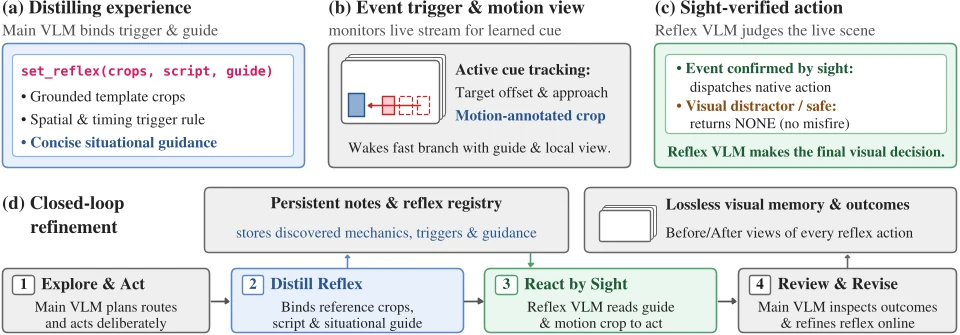 (a) Distilling experience
Main VLM binds trigger & guide
set_reflex(crops, script, guide)
• Grounded template crops
• Spatial & timing trigger rule
• Concise situational guidance
(b) Event trigger & motion view
monitors live stream for learned cue
Active cue tracking:
Target offset & approach
Motion-annotated crop
Wakes fast branch with guide & local view.
(c) Sight-verified action
Reflex VLM judges the live scene
• Event confirmed by sight:
dispatches native action
• Visual distractor / safe:
returns NONE (no misfire)
Reflex VLM makes the final visual decision.
(d) Closed-loop
refinement
Persistent notes & reflex registry
stores discovered mechanics, triggers & guidance
Lossless visual memory & outcomes
Before/After views of every reflex action
1 Explore & Act
Main VLM plans routes
and acts deliberately
2 Distill Reflex
Binds reference crops,
script & situational guide
3 React by Sight
Reflex VLM reads guide
& motion crop to act
4 Review & Revise
Main VLM inspects outcomes
& refines reflex online